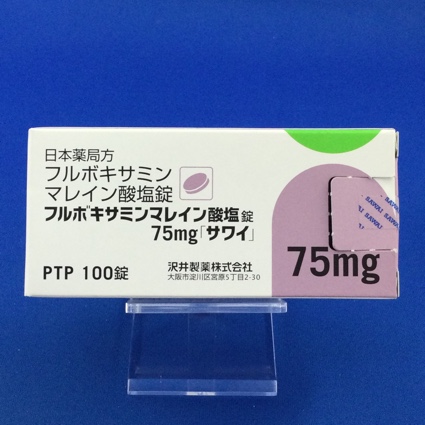 日本薬局方
フルボキサミン
マレイン酸塩錠
フルボキサミンマレイン酸塩錠
75mg「サワイ」
PTP 100錠
沢井製薬株式会社
大阪市淀川区宮原5丁目2-30
75mg
SAWAI
SAWAI
SAWAI